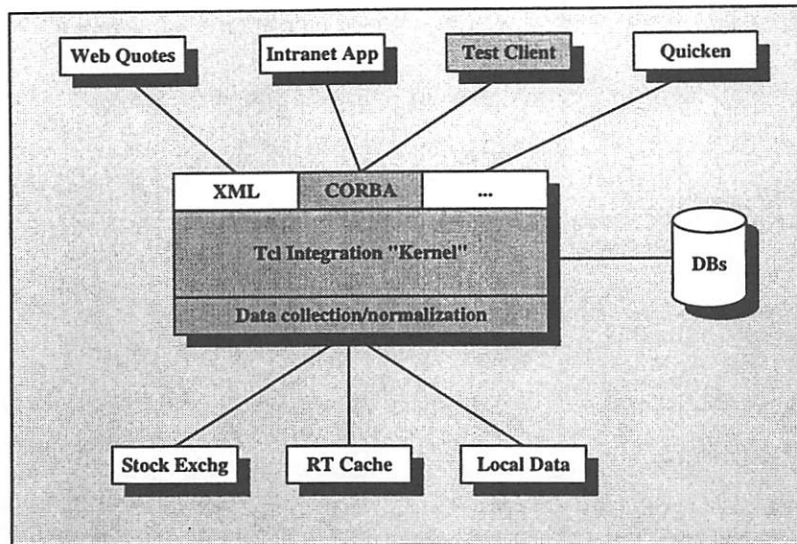 Web Quotes
Intranet App
Test Client
Quicken
XML
CORBA
...
Tcl Integration "Kernel"
DBs
Data collection/normalization
Stock Exchg
RT Cache
Local Data